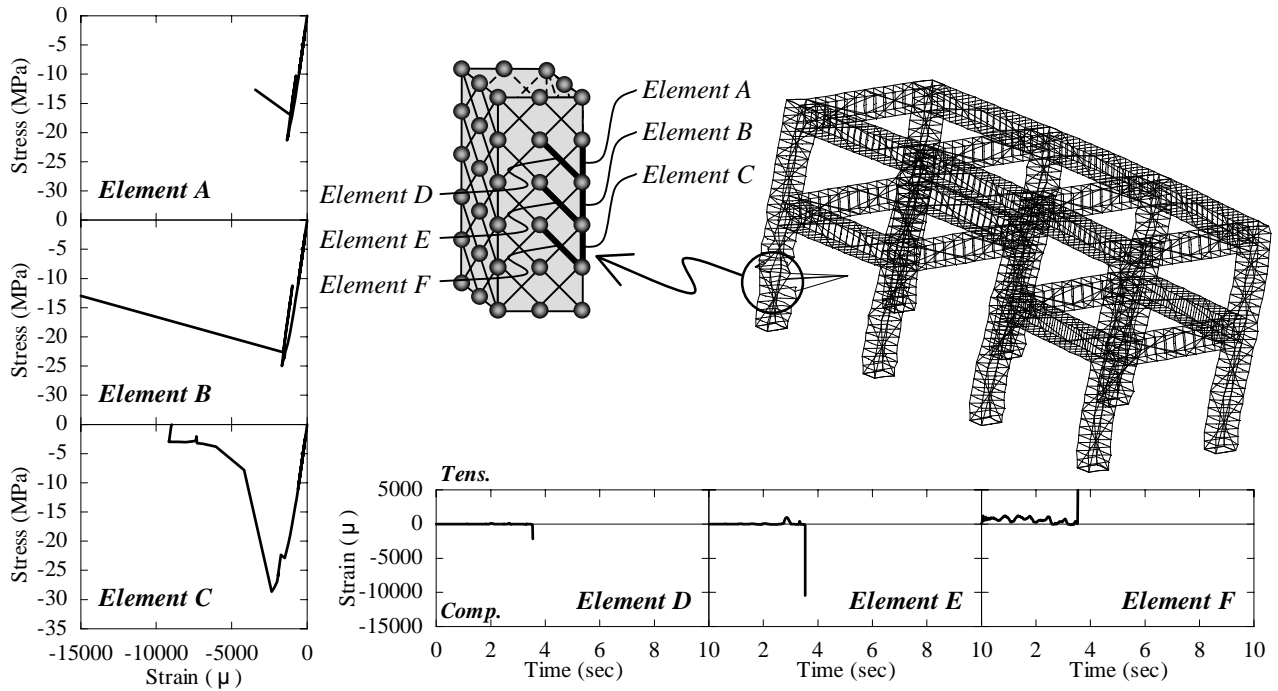 0
-5
-10
-15
-20
-25
-30
Stress (MPa)
Element A
0
-5
-10
-15
-20
-25
-30
Stress (MPa)
Element B
0
-5
-10
-15
-20
-25
-30
-35
Stress (MPa)
Element C
-15000 -10000 -5000 0
Strain ( μ )
Element A
Element B
Element C
Element D
Element E
Element F
Tens.
5000
0
-5000
-10000
-15000
Strain ( μ )
Comp.
Element D
Element E
Element F
0 2 4 6 8 10 2 4 6 8 10 2 4 6 8 10
Time (sec) Time (sec) Time (sec)